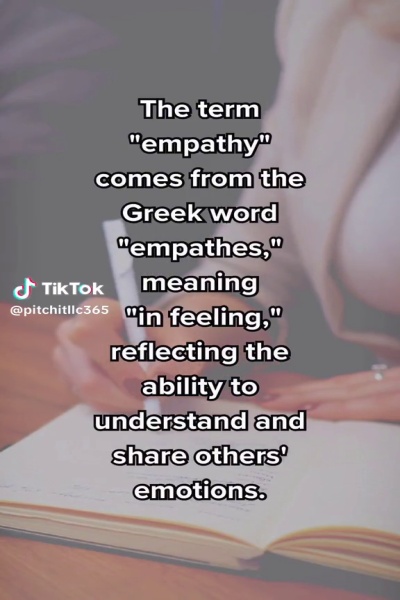 The term
"empathy"
comes from the
Greek word
"empathes,"
meaning
"in feeling,"
reflecting the
ability to
understand and
share others'
emotions.
TikTok
@pitchitllc365